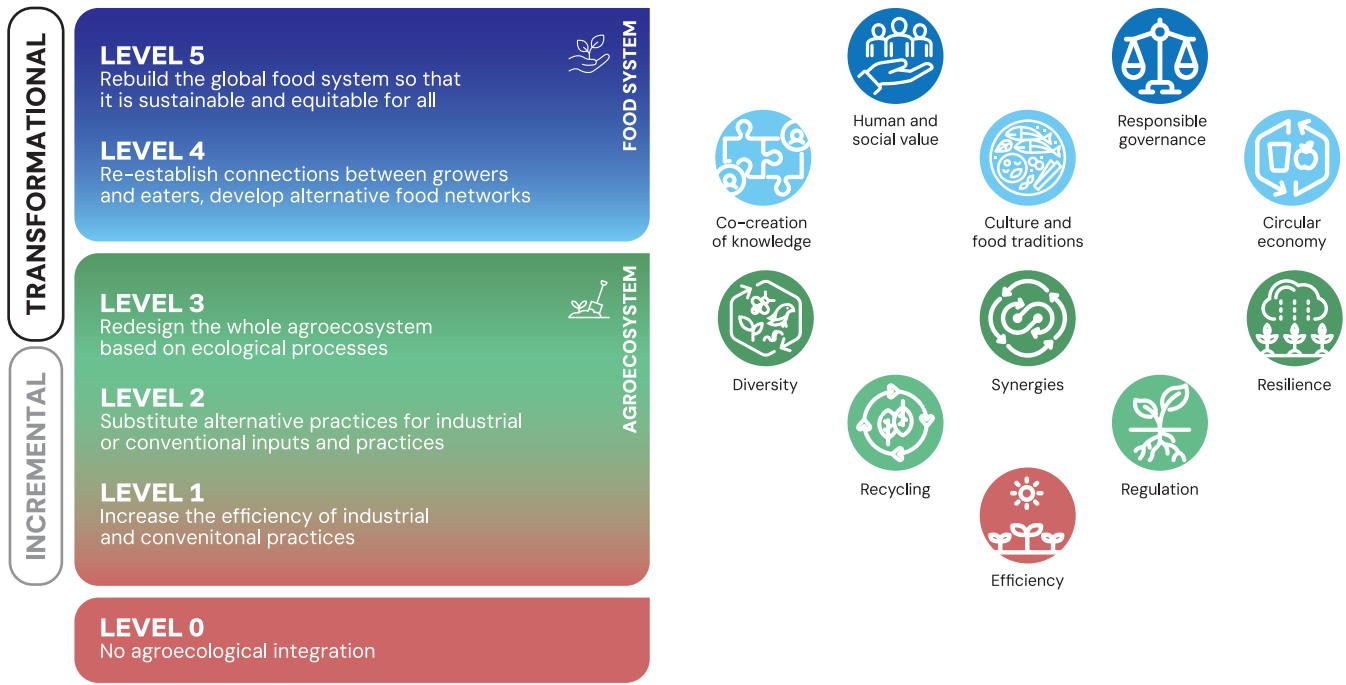 TRANSFORMATIONAL
INCREMENTAL
LEVEL 5
Rebuild the global food system so that
it is sustainable and equitable for all
LEVEL 4
Re-establish connections between growers
and eaters, develop alternative food networks
FOOD SYSTEM
LEVEL 3
Redesign the whole agroecosystem
based on ecological processes
LEVEL 2
Substitute alternative practices for industrial
or conventional inputs and practices
LEVEL 1
Increase the efficiency of industrial
and convenitonal practices
AGROECOSYSTEM
LEVEL 0
No agroecological integration
Human and
social value
Responsible
governance
Co-creation
of knowledge
Culture and
food traditions
Circular
economy
Diversity
Synergies
Resilience
Recycling
Regulation
Efficiency